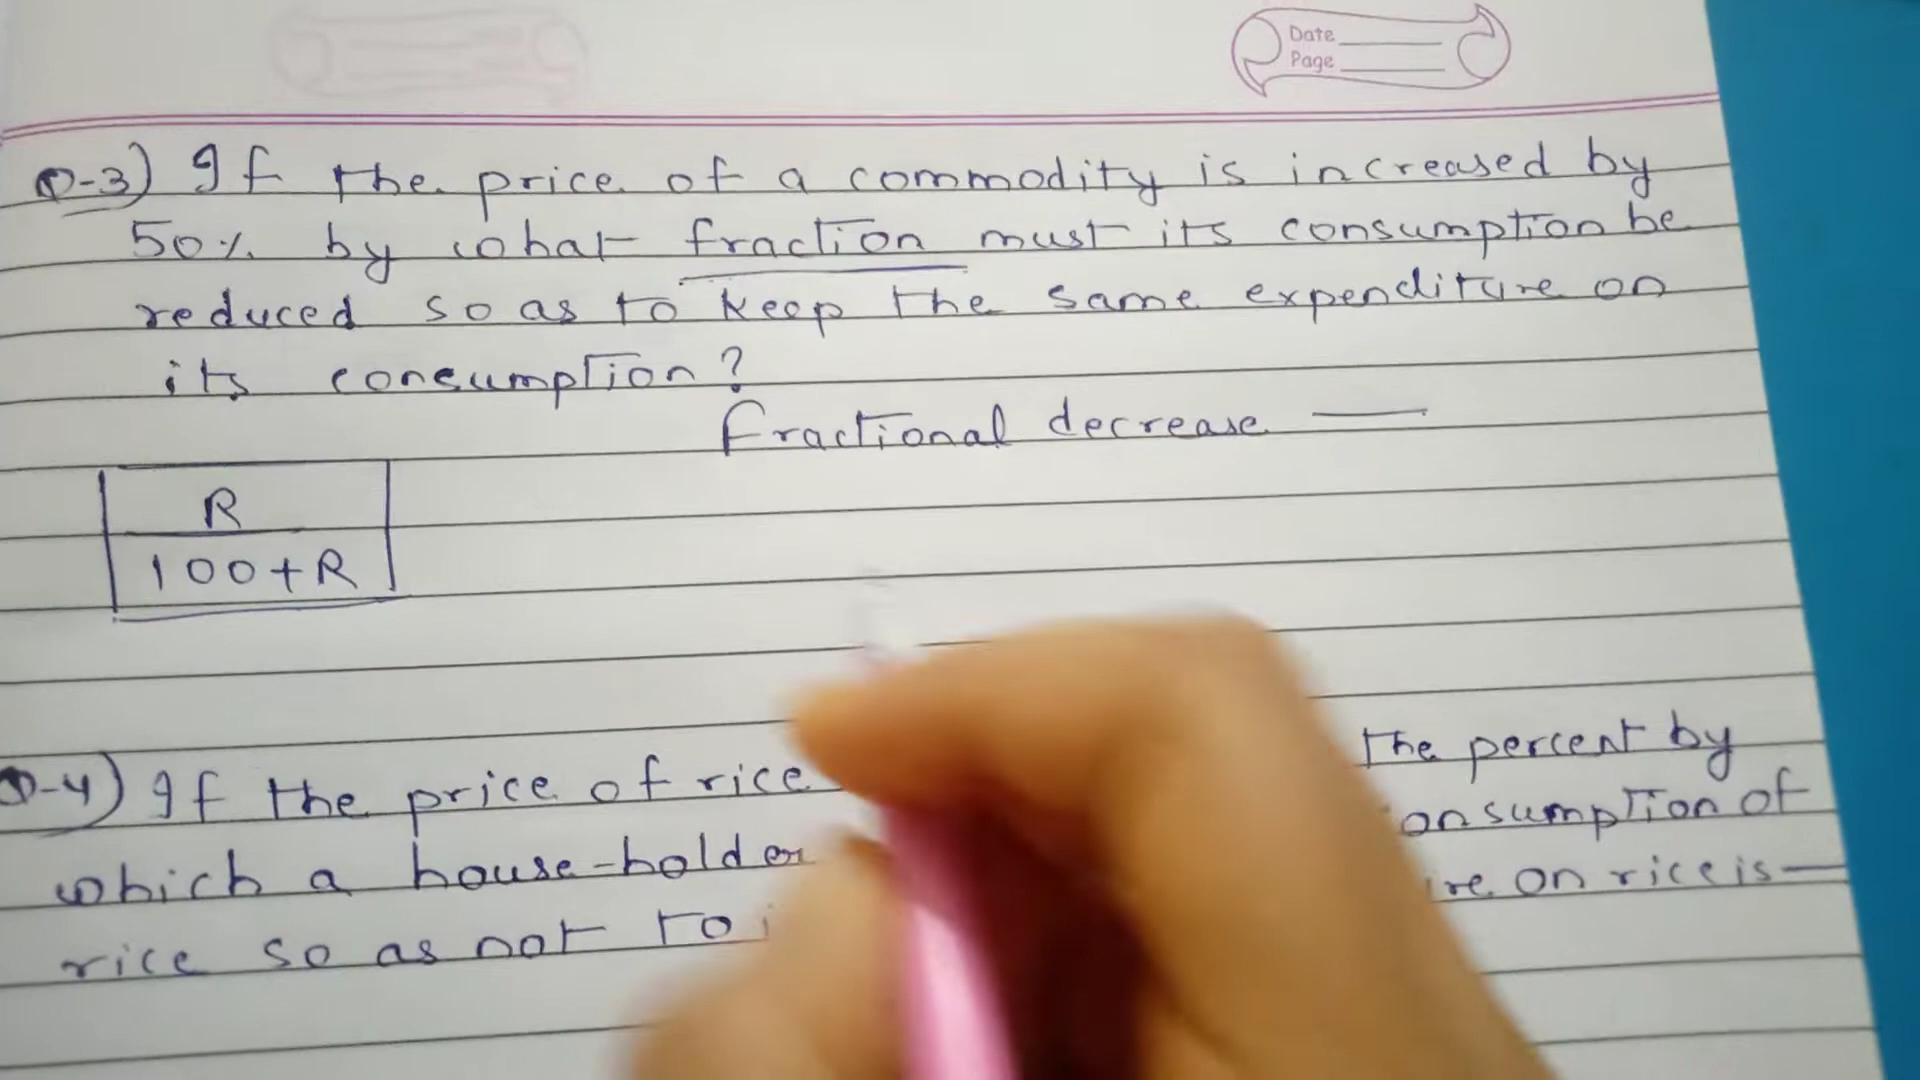 Date
Page
Q-3) If the price of a commodity is increased by
50% by what fraction must its consumption be
reduced so as to keep the same expenditure on
its consumption?
fractional decrease —
R
100+R
Q-4) If the price of rice the percent by
which a house-holder consumption of
rice so as not to on rice is —